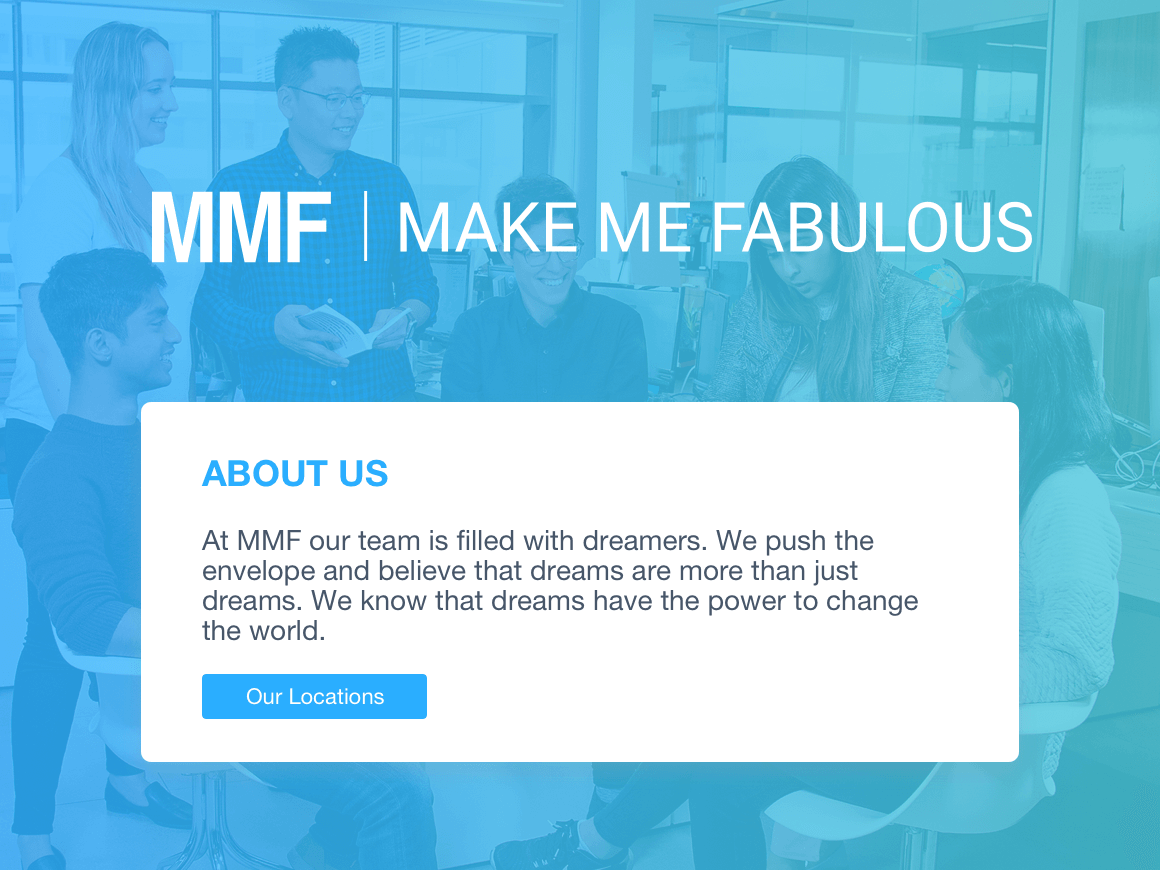 MMF | MAKE ME FABULOUS
ABOUT US
At MMF our team is filled with dreamers. We push the
envelope and believe that dreams are more than just
dreams. We know that dreams have the power to change
the world.
Our Locations